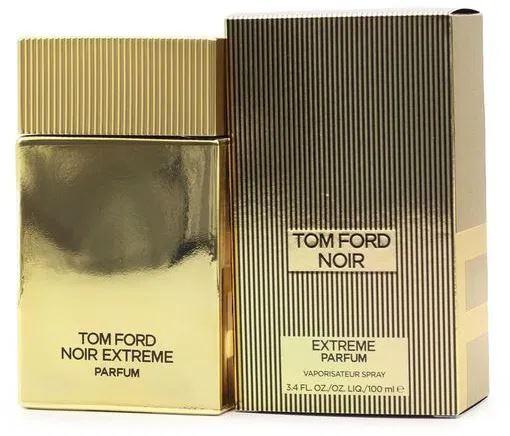 TOM FORD
NOIR EXTREME
PARFUM
TOM FORD
NOIR
EXTREME
PARFUM
VAPORISATEUR SPRAY
3.4 FL. OZ./OZ. LIQ./100 ml ℮